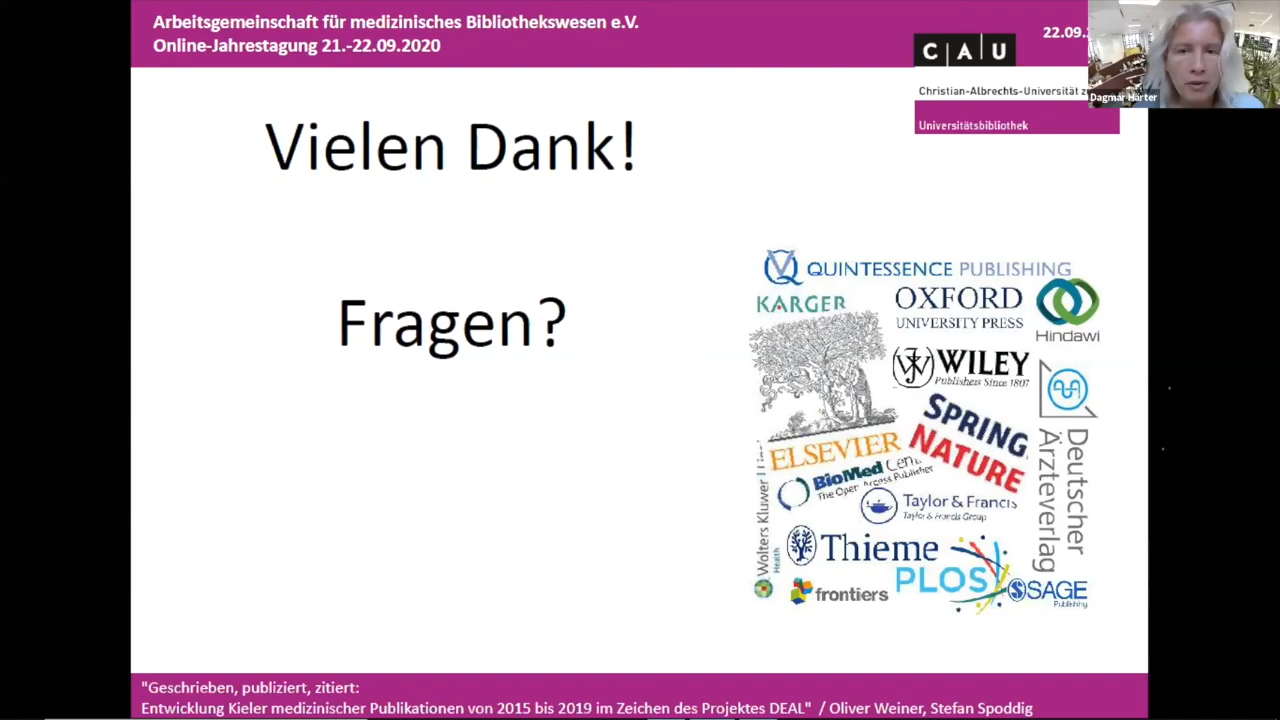 Arbeitsgemeinschaft für medizinisches Bibliothekswesen e.V.
Online-Jahrestagung 21.-22.09.2020
22.09.
CAU
Christian-Albrechts-Universität
Universitätsbibliothek
Dagmar Härter
Vielen Dank!
Fragen?
QUINTESSENCE PUBLISHING
KARGER
OXFORD
UNIVERSITY PRESS
Hindawi
WILEY
Publishers Since 1807
SPRING
NATURE
ELSEVIER
BioMed Cen
The Open Access Publisher
Taylor & Francis
Taylor & Francis Group
Deutscher
Ärzteverlag
Wolters Kluwer
Health
Thieme
PLOS
frontiers
SAGE
Publishing
"Geschrieben, publiziert, zitiert:
Entwicklung Kieler medizinischer Publikationen von 2015 bis 2019 im Zeichen des Projektes DEAL" / Oliver Weiner, Stefan Spoddig